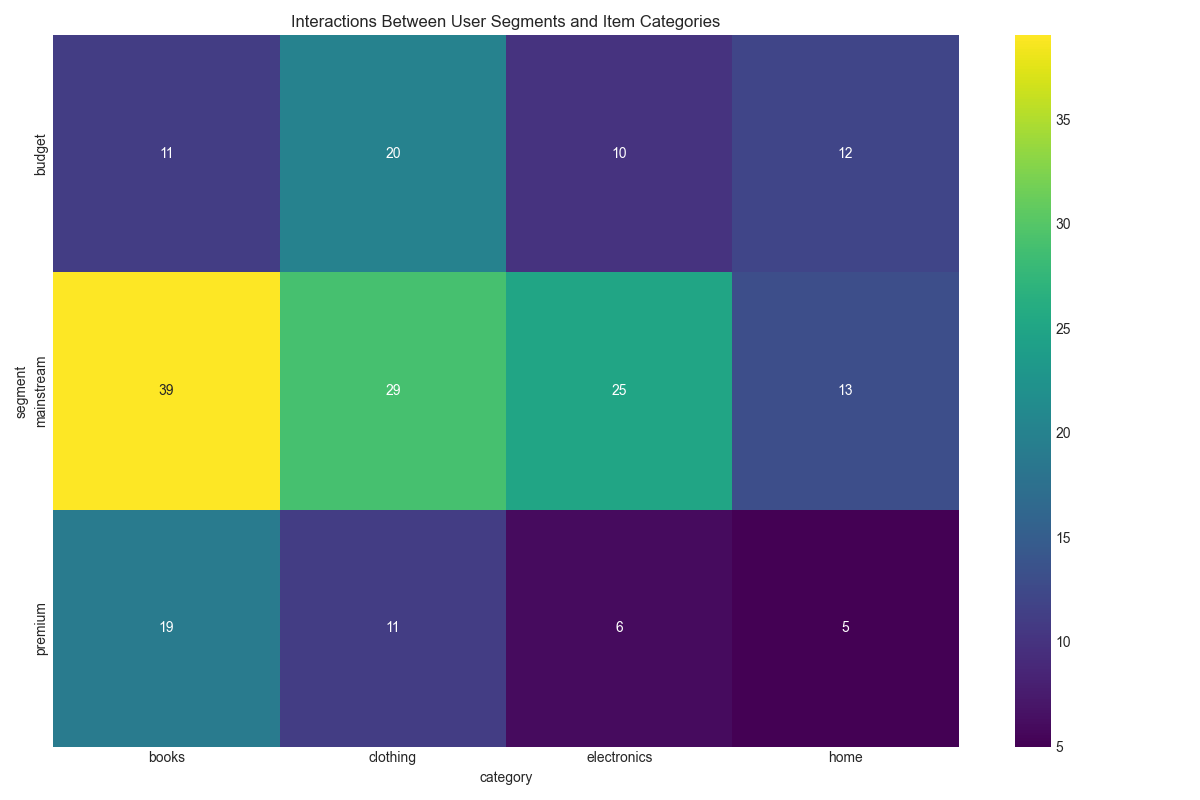 Interactions Between User Segments and Item Categories
segment
budget
11 20 10 12
mainstream
39 29 25 13
premium
19 11 6 5
books clothing electronics home
category
35
30
25
20
15
10
5